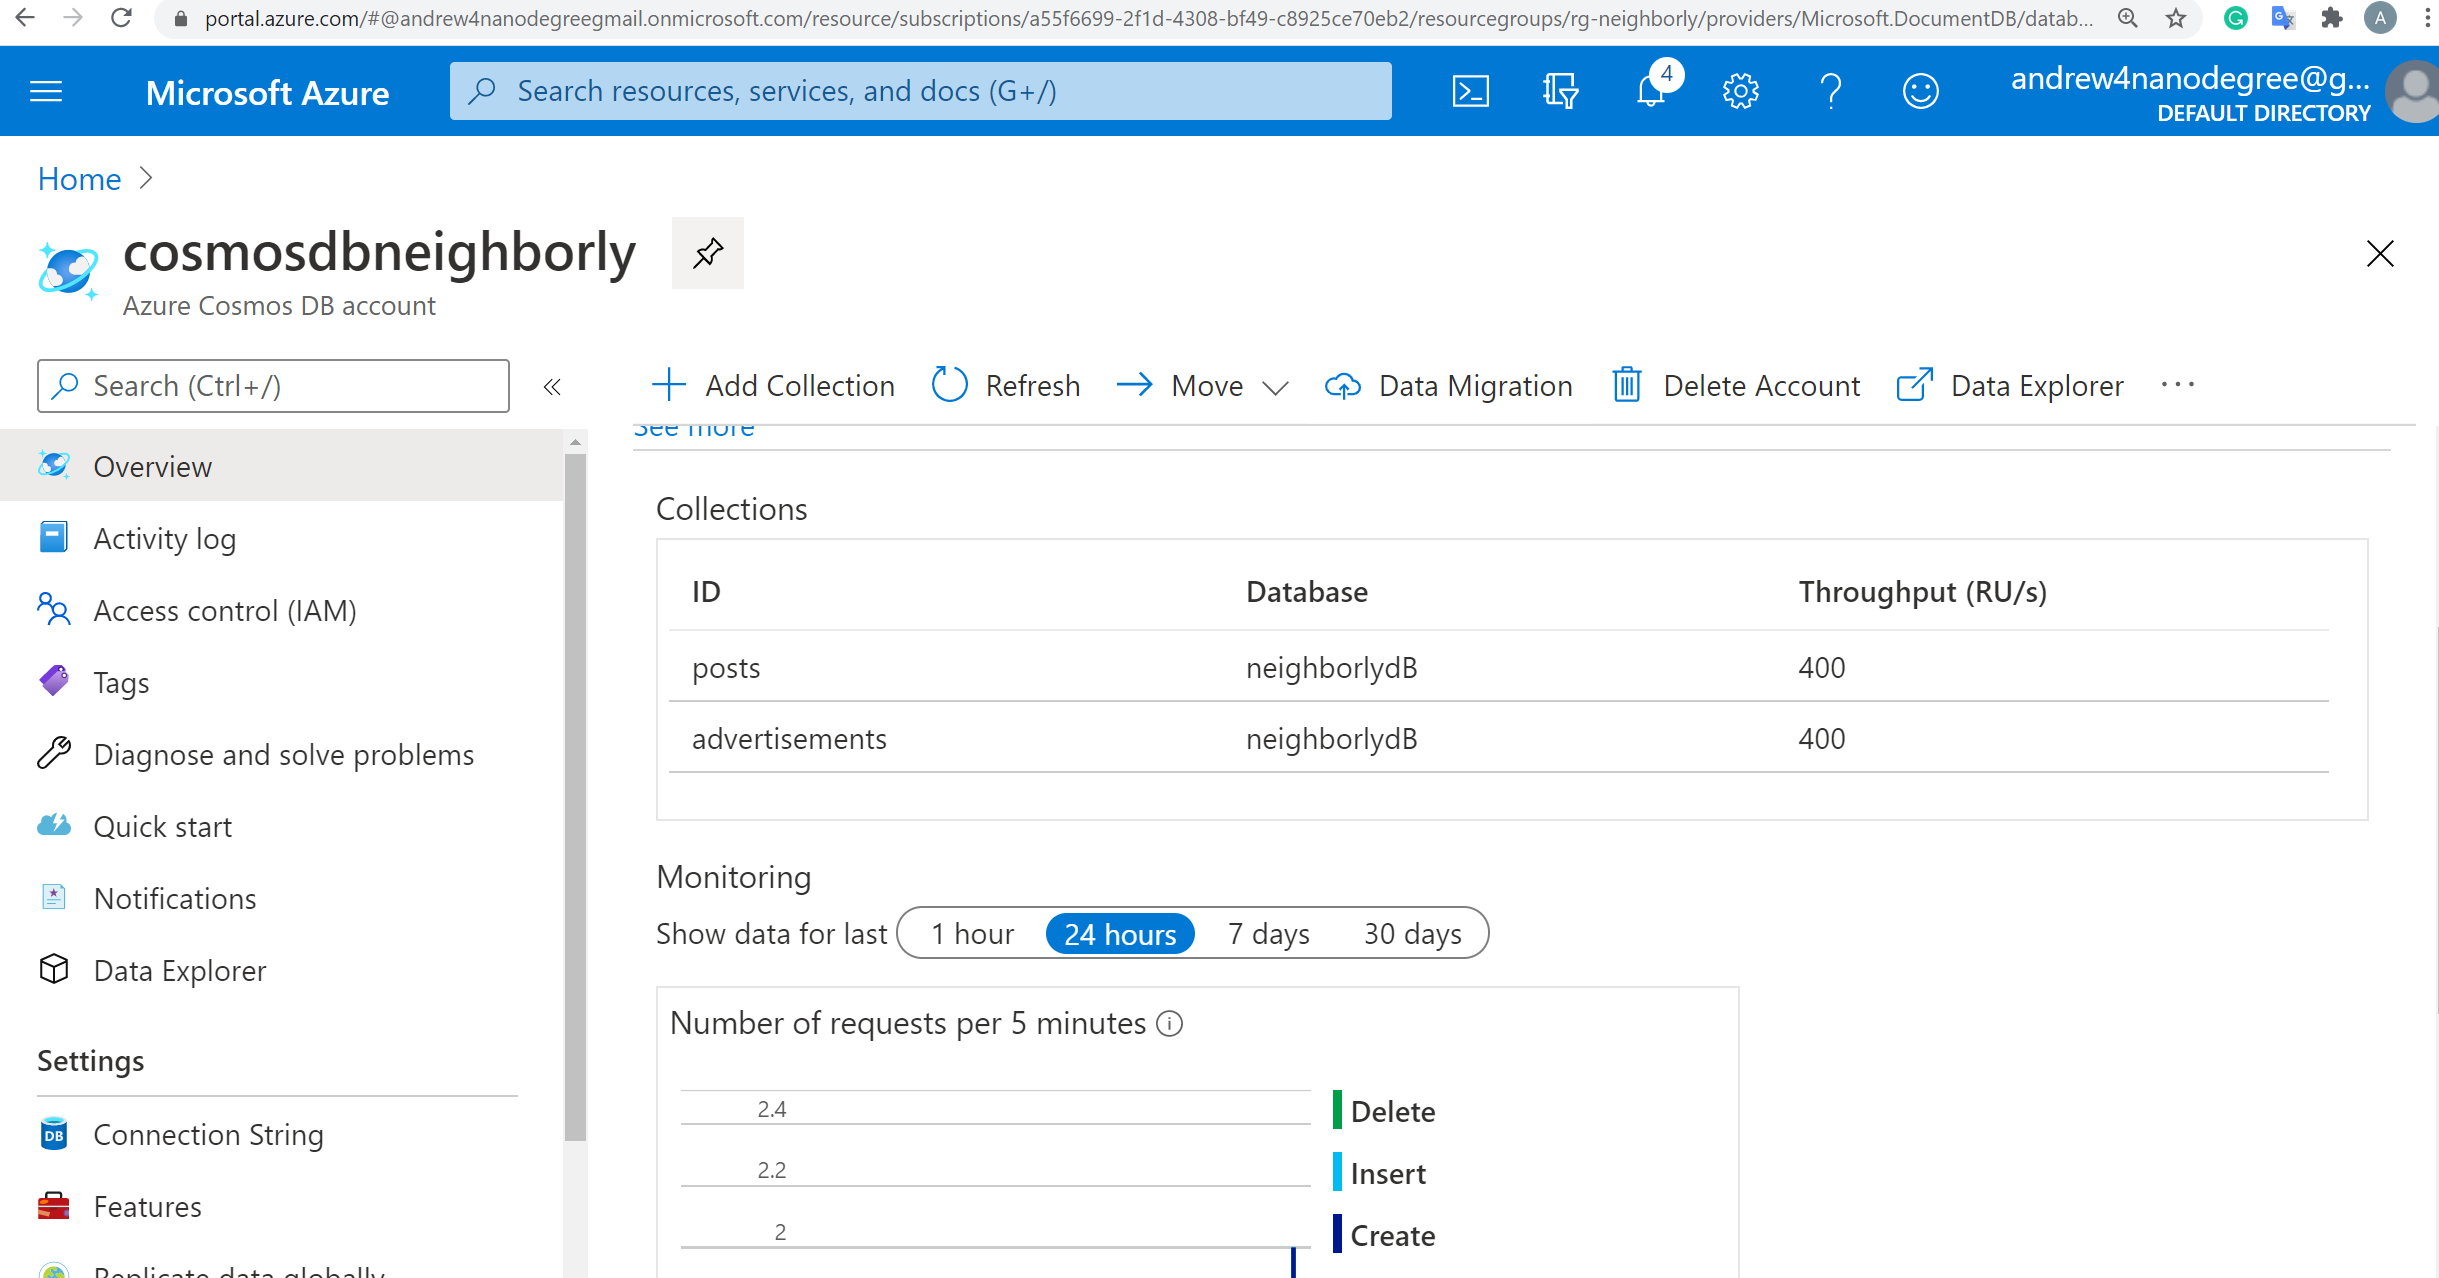 portal.azure.com/#@andrew4nanodegreegmail.onmicrosoft.com/resource/subscriptions/a55f6699-2f1d-4308-bf49-c8925ce70eb2/resourcegroups/rg-neighborly/providers/Microsoft.DocumentDB/datab...
A
Microsoft Azure
Search resources, services, and docs (G+/)
4
andrew4nanodegree@g...
DEFAULT DIRECTORY
Home
cosmosdbneighborly
Azure Cosmos DB account
Search (Ctrl+/)
Add Collection
Refresh
Move
Data Migration
Delete Account
Data Explorer
...
See more
Overview
Activity log
Access control (IAM)
Tags
Diagnose and solve problems
Quick start
Notifications
Data Explorer
Settings
DB
Connection String
Features
Replicate data globally
Collections
ID Database Throughput (RU/s)
posts neighborlydB 400
advertisements neighborlydB 400
Monitoring
Show data for last 1 hour 24 hours 7 days 30 days
Number of requests per 5 minutes
2.4
2.2
2
Delete
Insert
Create